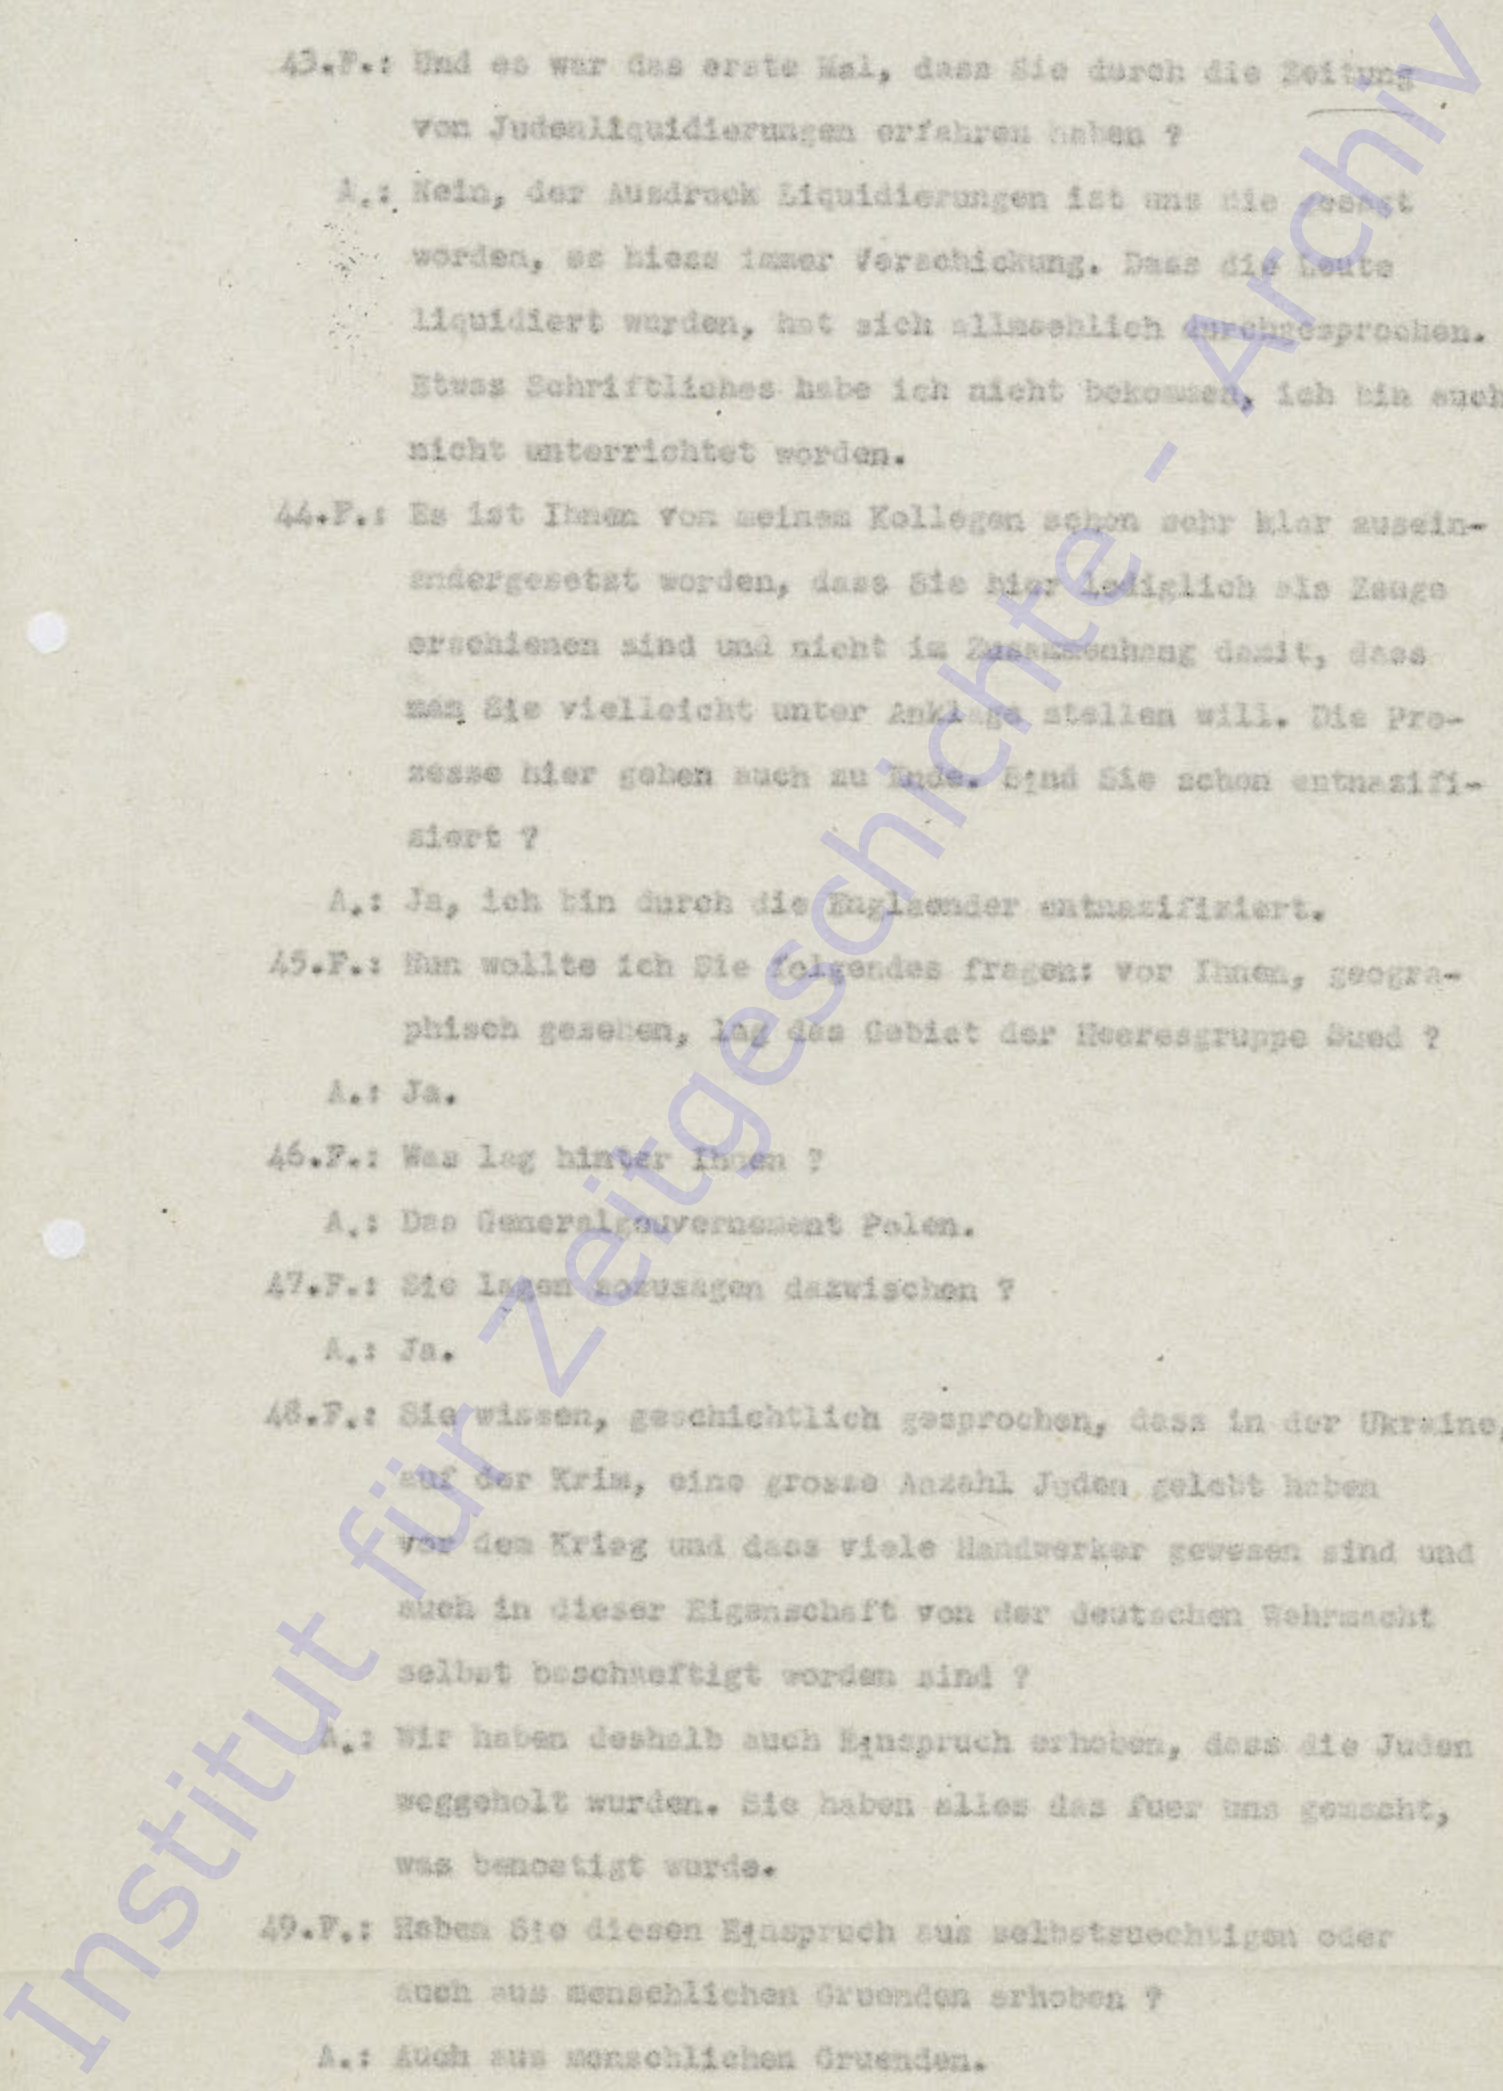 43.F.: Und es war das erste Mal, dass Sie durch die Zeitung
von Judenliquidierungen erfahren haben ?
A.: Nein, der Ausdruck Liquidierungen ist uns nie gesagt
worden, es hiess immer Verschickung. Dass die Leute
liquidiert wurden, hat sich allmaehlich durchgesprochen.
Etwas Schriftliches habe ich nicht bekommen, ich bin auch
nicht unterrichtet worden.
44.F.: Es ist Ihnen von meinem Kollegen schon sehr klar ausein-
andergesetzt worden, dass Sie hier lediglich als Zeuge
erschienen sind und nicht im Zusammenhang damit, dass
man Sie vielleicht unter Anklage stellen will. Die Pro-
zesse hier gehen auch zu Ende. Sind Sie schon entnazifi-
siert ?
A.: Ja, ich bin durch die Englaender entnazifiziert.
45.F.: Nun wollte ich Sie folgendes fragen: vor Ihnen, geogra-
phisch gesehen, lag das Gebiet der Heeresgruppe Sued ?
A.: Ja.
46.F.: Was lag hinter Ihnen ?
A.: Das Generalgouvernement Polen.
47.F.: Sie lagen sozusagen dazwischen ?
A.: Ja.
48.F.: Sie wissen, geschichtlich gesprochen, dass in der Ukraine,
auf der Krim, eine grosse Anzahl Juden gelebt haben
vor dem Krieg und dass viele Handwerker gewesen sind und
auch in dieser Eigenschaft von der deutschen Wehrmacht
selbst beschaeftigt worden sind ?
A.: Wir haben deshalb auch Einspruch erhoben, dass die Juden
weggeholt wurden. Sie haben alles das fuer uns gemacht,
was benoetigt wurde.
49.F.: Haben Sie diesen Einspruch aus selbstsuechtigen oder
auch aus menschlichen Gruenden erhoben ?
A.: Auch aus menschlichen Gruenden.
Institut für Zeitgeschichte - Archiv